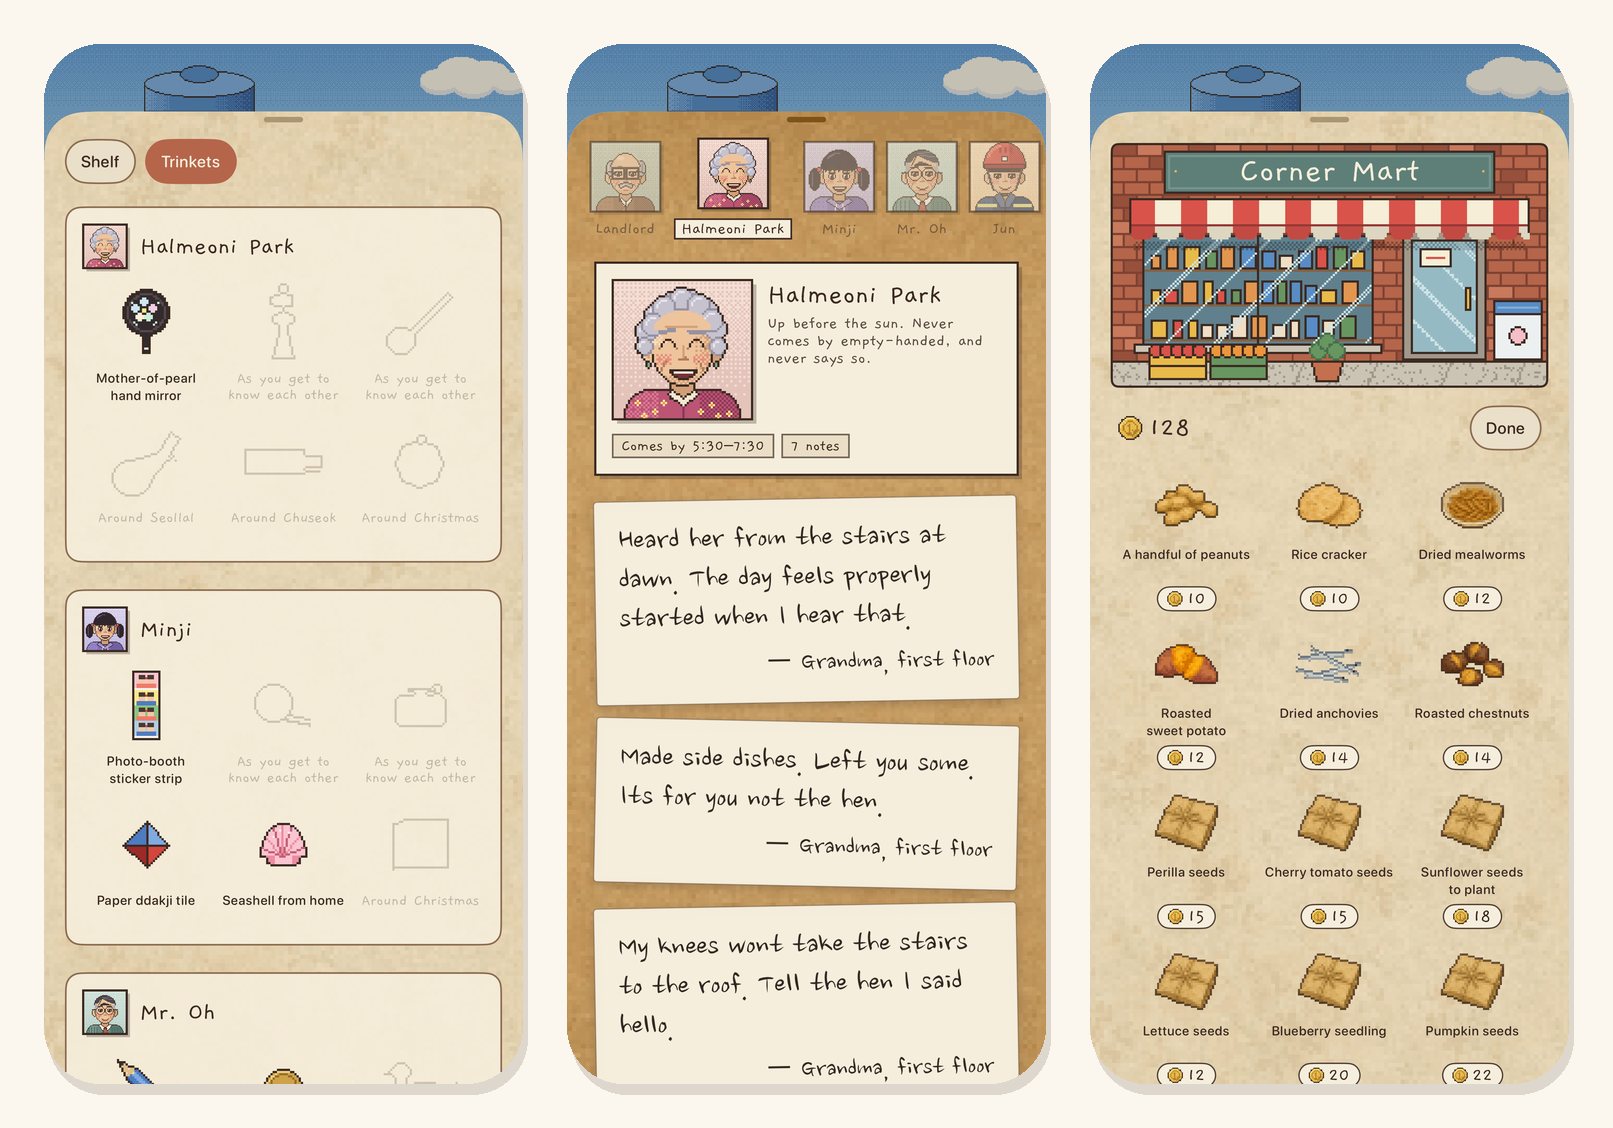 Shelf
Trinkets
Halmeoni Park
Mother-of-pearl
hand mirror
As you get to
know each other
As you get to
know each other
Around Seollal
Around Chuseok
Around Christmas
Minji
Photo-booth
sticker strip
As you get to
know each other
As you get to
know each other
Paper ddakji tile
Seashell from home
Around Christmas
Mr. Oh
Landlord
Halmeoni Park
Minji
Mr. Oh
Jun
Halmeoni Park
Up before the sun. Never
comes by empty-handed, and
never says so.
Comes by 5:30–7:30
7 notes
Heard her from the stairs at
dawn. The day feels properly
started when I hear that.
— Grandma, first floor
Made side dishes. Left you some.
Its for you not the hen.
— Grandma, first floor
My knees wont take the stairs
to the roof. Tell the hen I said
hello.
— Grandma, first floor
Corner Mart
128
Done
A handful of peanuts
Rice cracker
Dried mealworms
10
10
12
Roasted
sweet potato
Dried anchovies
Roasted chestnuts
12
14
14
Perilla seeds
Cherry tomato seeds
Sunflower seeds
to plant
15
15
18
Lettuce seeds
Blueberry seedling
Pumpkin seeds
12
20
22